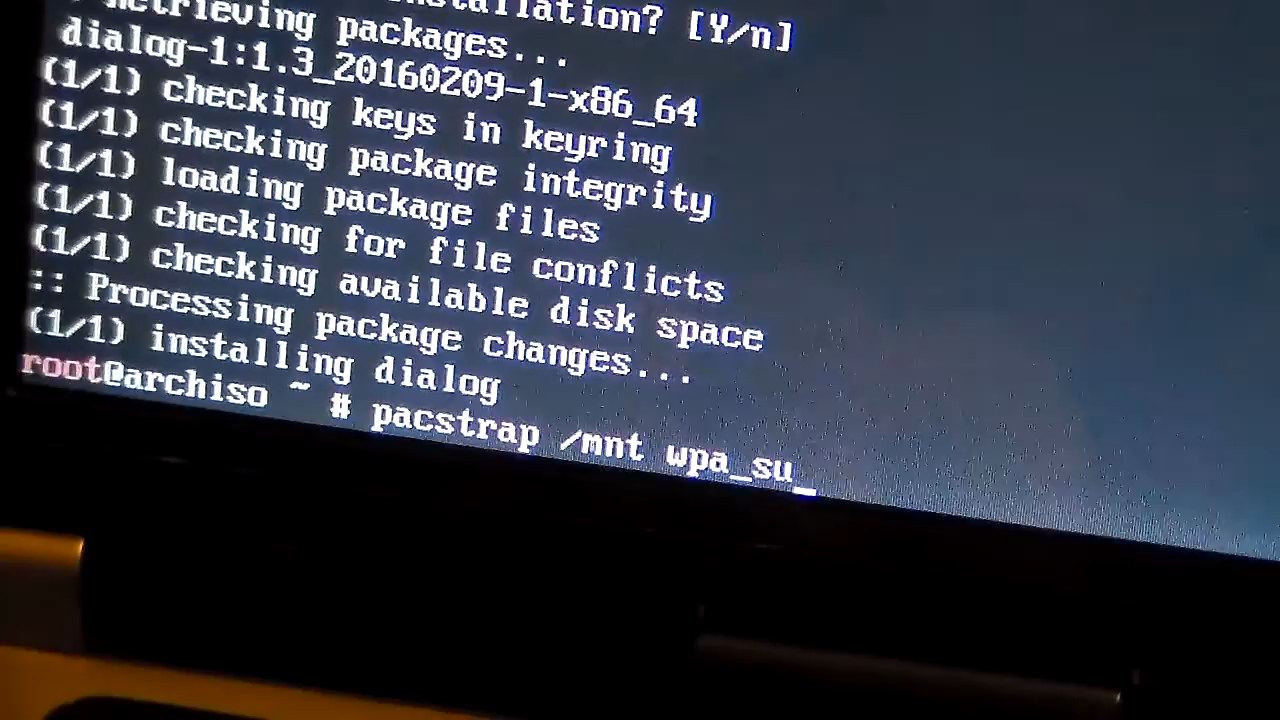 installation? [Y/n]
retrieving packages...
dialog-1:1.3_20160209-1-x86_64
(1/1) checking keys in keyring
(1/1) checking package integrity
(1/1) loading package files
(1/1) checking for file conflicts
(1/1) checking available disk space
:: Processing package changes...
(1/1) installing dialog
root@archiso ~ # pacstrap /mnt wpa_su_